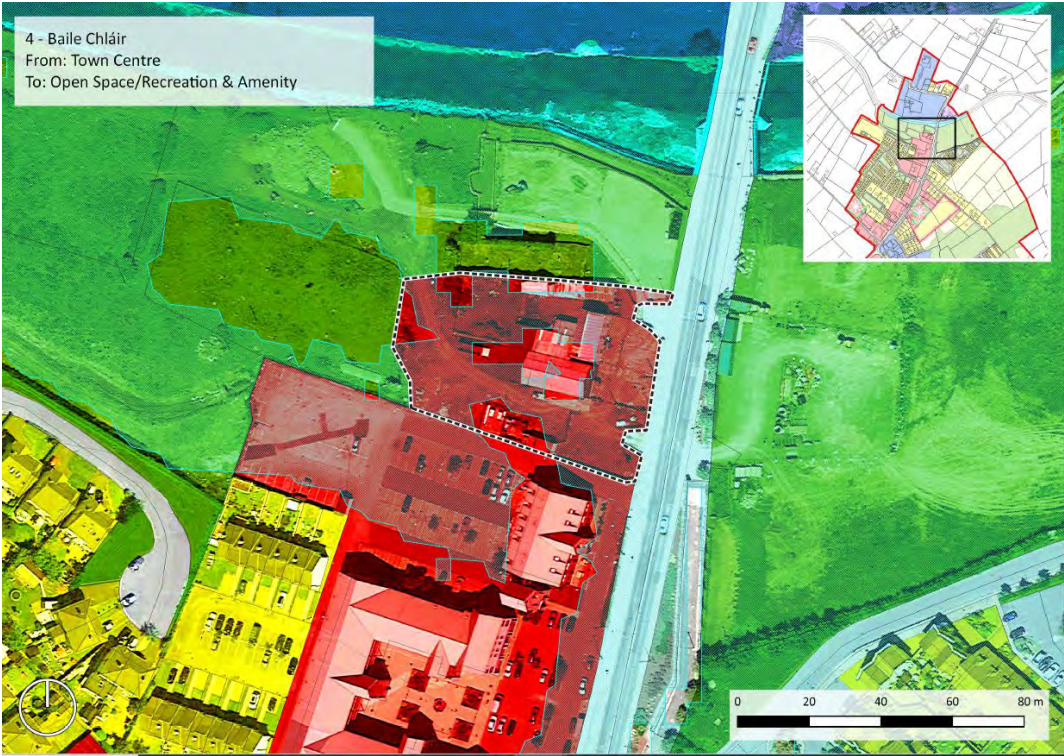 4 - Baile Chláir
From: Town Centre
To: Open Space/Recreation & Amenity
0 20 40 60 80 m